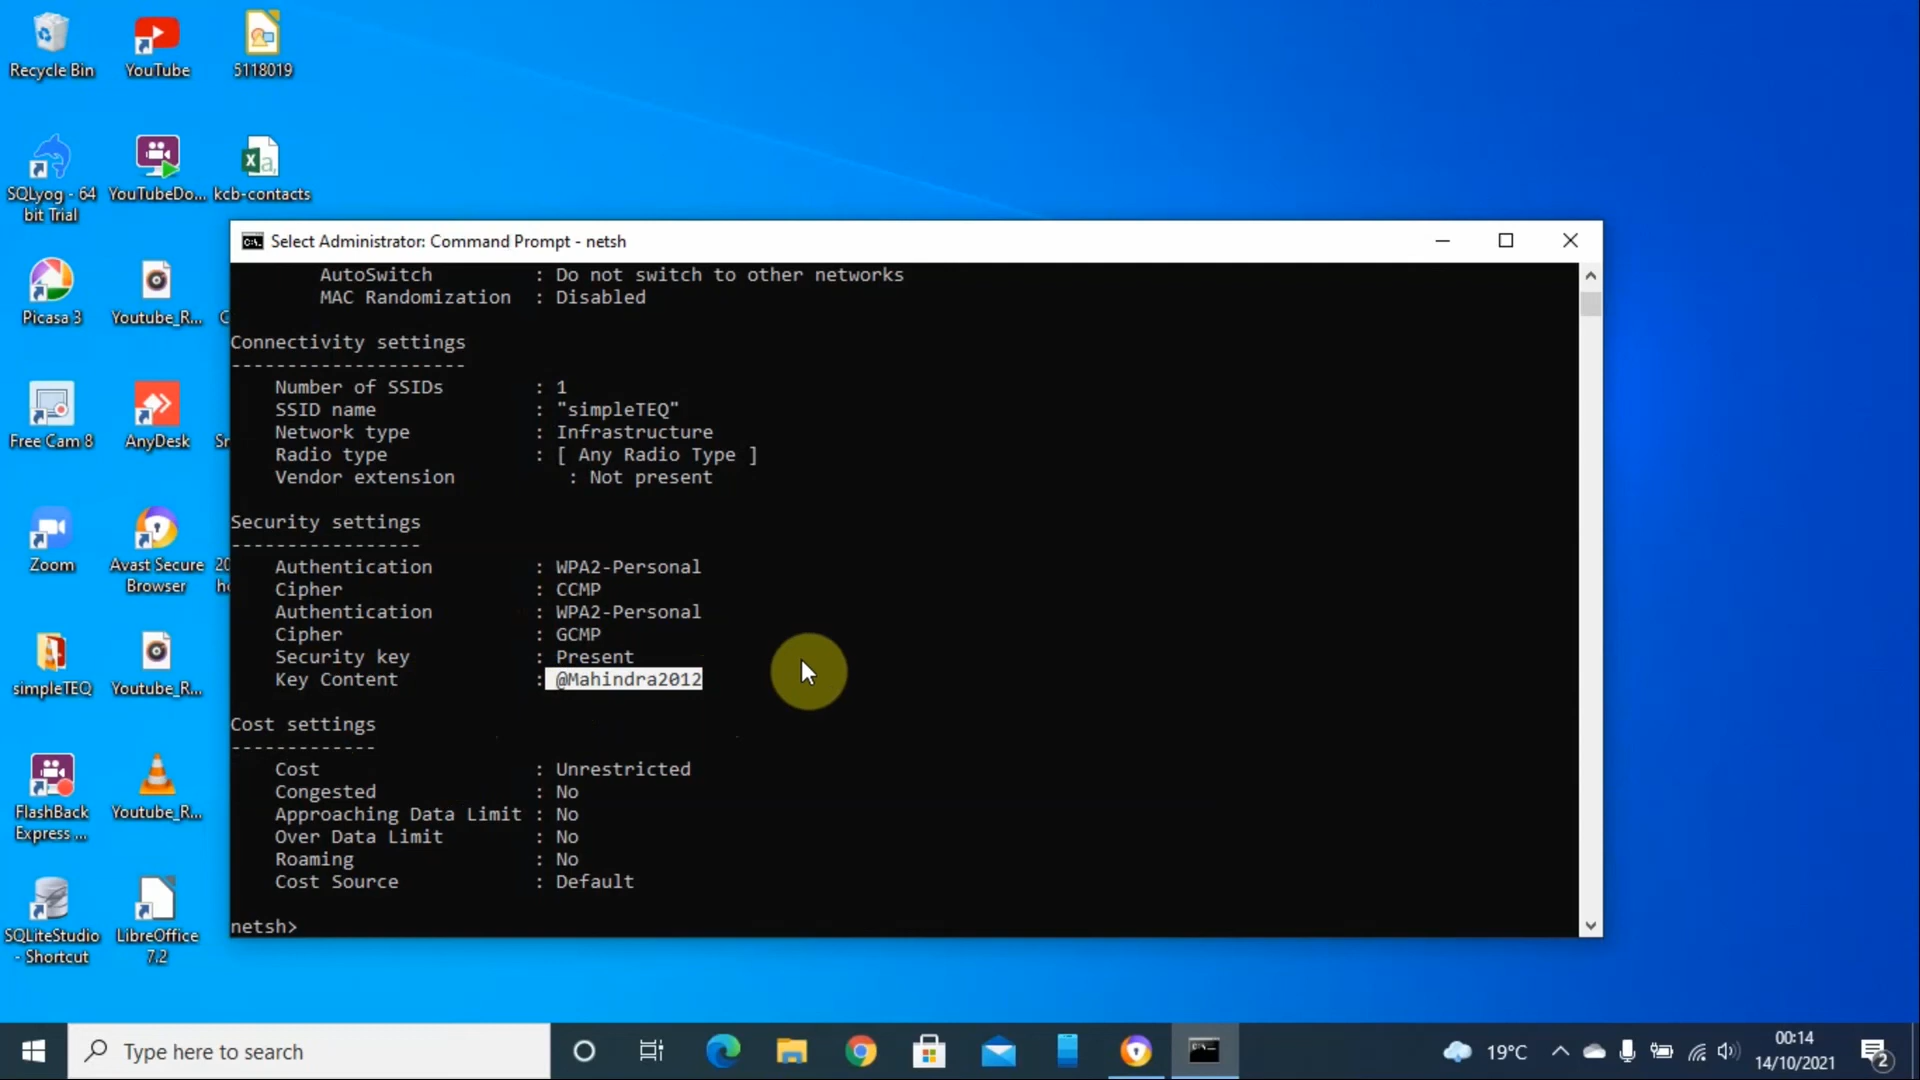 Recycle Bin
YouTube
5118019
SQLyog - 64
bit Trial
YouTubeDo...
kcb-contacts
Picasa 3
Youtube_R...
Free Cam 8
AnyDesk
Zoom
Avast Secure
Browser
simpleTEQ
Youtube_R...
FlashBack
Express ...
Youtube_R...
SQLiteStudio
- Shortcut
LibreOffice
7.2
Select Administrator: Command Prompt - netsh
AutoSwitch : Do not switch to other networks
MAC Randomization : Disabled
Connectivity settings
---------------------
Number of SSIDs : 1
SSID name : "simpleTEQ"
Network type : Infrastructure
Radio type : [ Any Radio Type ]
Vendor extension : Not present
Security settings
-----------------
Authentication : WPA2-Personal
Cipher : CCMP
Authentication : WPA2-Personal
Cipher : GCMP
Security key : Present
Key Content : @Mahindra2012
Cost settings
-------------
Cost : Unrestricted
Congested : No
Approaching Data Limit : No
Over Data Limit : No
Roaming : No
Cost Source : Default
netsh>
Type here to search
19°C
00:14
14/10/2021
2